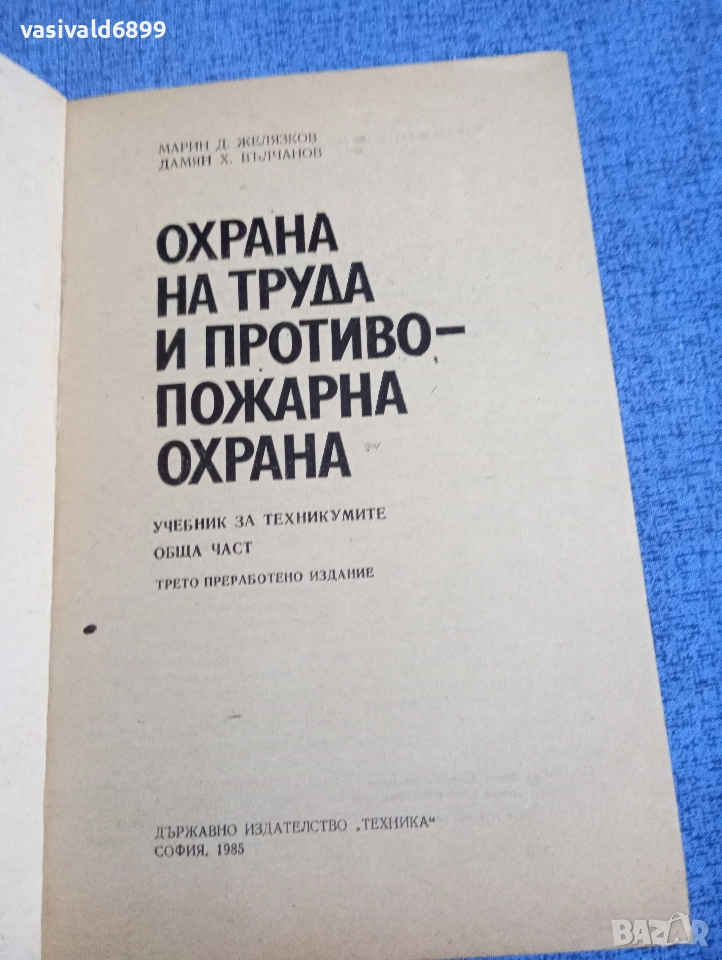 vasivald6899
МАРИН Д. ЖЕЛЯЗКОВ
ДАМЯН Х. ВЪЛЧАНОВ
ОХРАНА
НА ТРУДА
И ПРОТИВО–
ПОЖАРНА
ОХРАНА
УЧЕБНИК ЗА ТЕХНИКУМИТЕ
ОБЩА ЧАСТ
ТРЕТО ПРЕРАБОТЕНО ИЗДАНИЕ
ДЪРЖАВНО ИЗДАТЕЛСТВО „ТЕХНИКА“
СОФИЯ, 1985
BAZAR